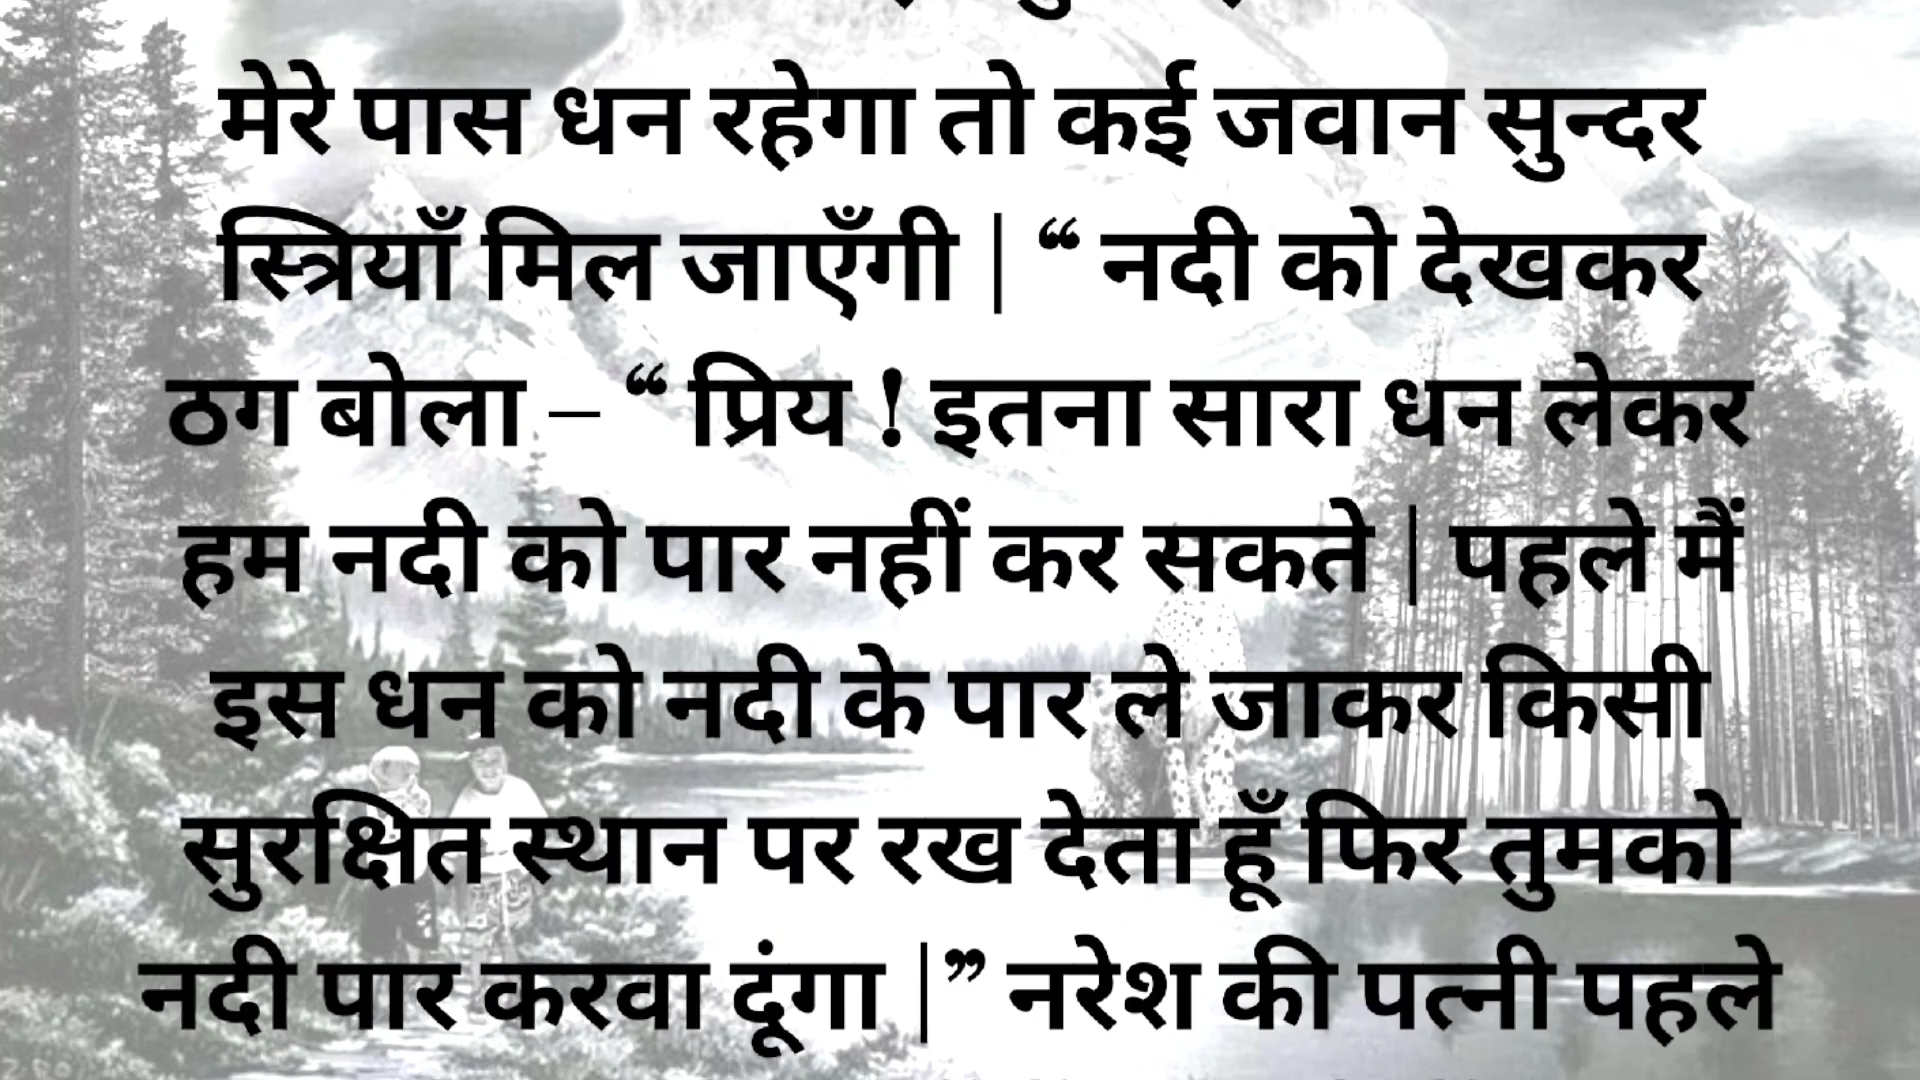 मेरे पास धन रहेगा तो कई जवान सुन्दर
स्त्रियाँ मिल जाएँगी | “ नदी को देखकर
ठग बोला – “ प्रिय ! इतना सारा धन लेकर
हम नदी को पार नहीं कर सकते | पहले मैं
इस धन को नदी के पार ले जाकर किसी
सुरक्षित स्थान पर रख देता हूँ फिर तुमको
नदी पार करवा दूंगा |” नरेश की पत्नी पहले